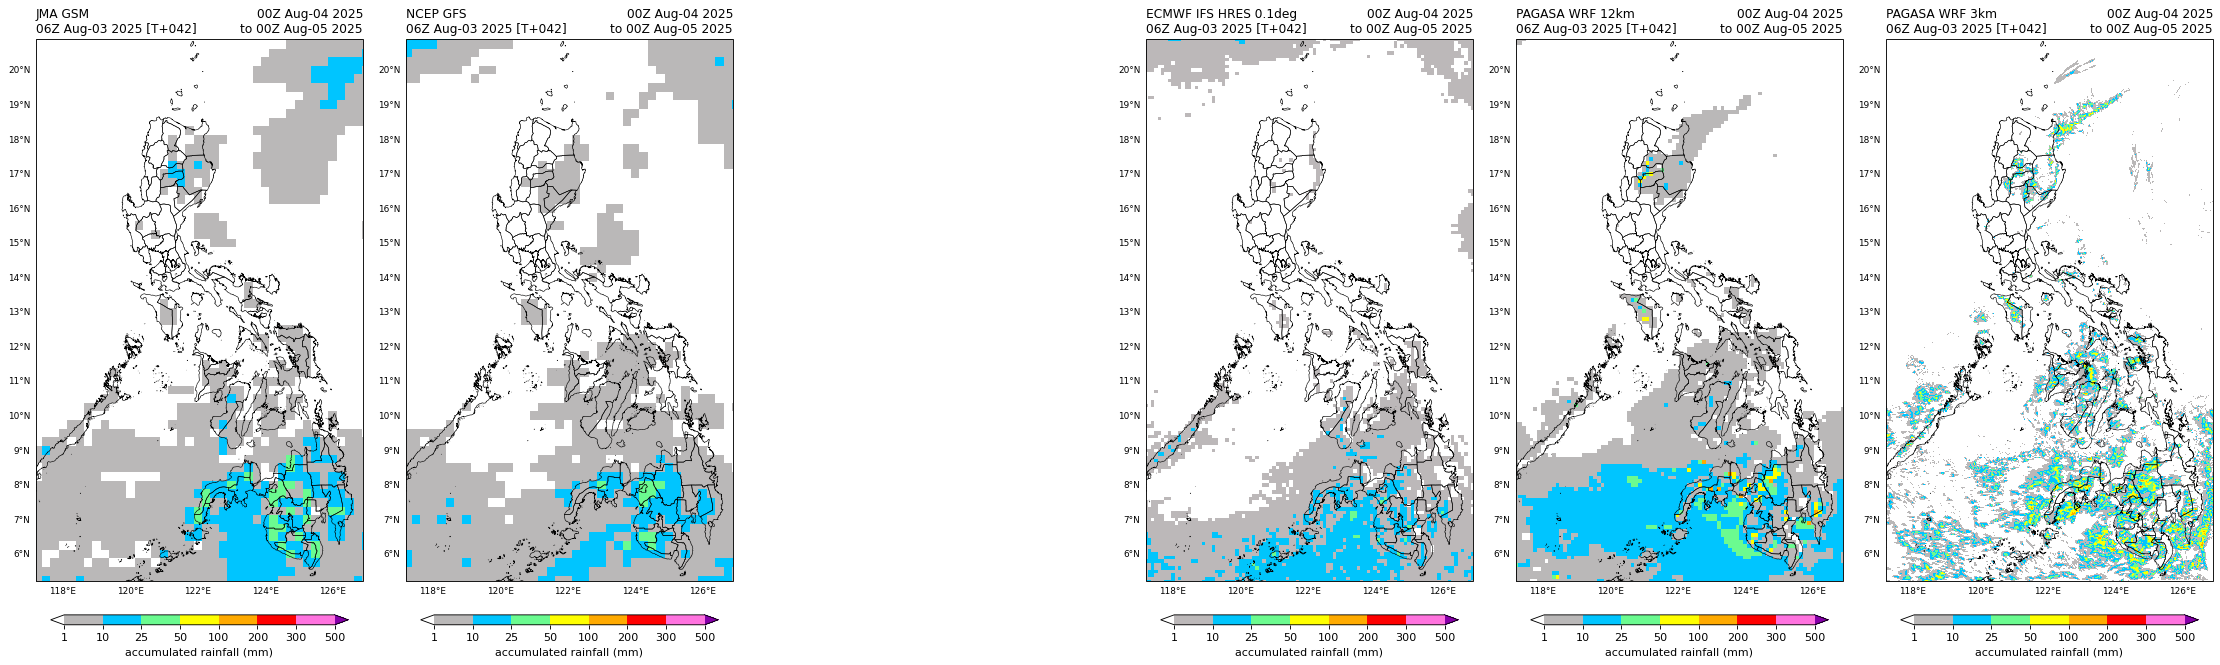 JMA GSM 00Z Aug-04 2025
06Z Aug-03 2025 [T+042] to 00Z Aug-05 2025
20°N
19°N
18°N
17°N
16°N
15°N
14°N
13°N
12°N
11°N
10°N
9°N
8°N
7°N
6°N
118°E 120°E 122°E 124°E 126°E
1 10 25 50 100 200 300 500
accumulated rainfall (mm)
NCEP GFS 00Z Aug-04 2025
06Z Aug-03 2025 [T+042] to 00Z Aug-05 2025
20°N
19°N
18°N
17°N
16°N
15°N
14°N
13°N
12°N
11°N
10°N
9°N
8°N
7°N
6°N
118°E 120°E 122°E 124°E 126°E
1 10 25 50 100 200 300 500
accumulated rainfall (mm)
ECMWF IFS HRES 0.1deg 00Z Aug-04 2025
06Z Aug-03 2025 [T+042] to 00Z Aug-05 2025
20°N
19°N
18°N
17°N
16°N
15°N
14°N
13°N
12°N
11°N
10°N
9°N
8°N
7°N
6°N
118°E 120°E 122°E 124°E 126°E
1 10 25 50 100 200 300 500
accumulated rainfall (mm)
PAGASA WRF 12km 00Z Aug-04 2025
06Z Aug-03 2025 [T+042] to 00Z Aug-05 2025
20°N
19°N
18°N
17°N
16°N
15°N
14°N
13°N
12°N
11°N
10°N
9°N
8°N
7°N
6°N
118°E 120°E 122°E 124°E 126°E
1 10 25 50 100 200 300 500
accumulated rainfall (mm)
PAGASA WRF 3km 00Z Aug-04 2025
06Z Aug-03 2025 [T+042] to 00Z Aug-05 2025
20°N
19°N
18°N
17°N
16°N
15°N
14°N
13°N
12°N
11°N
10°N
9°N
8°N
7°N
6°N
118°E 120°E 122°E 124°E 126°E
1 10 25 50 100 200 300 500
accumulated rainfall (mm)